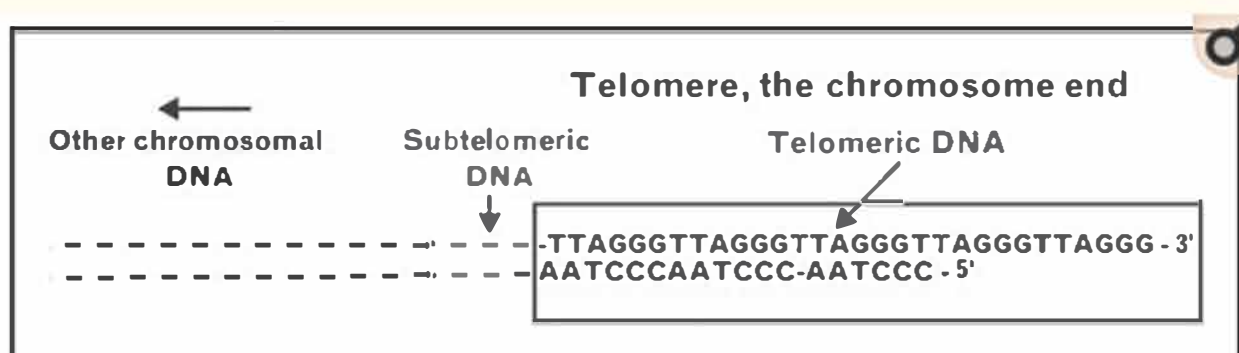 Telomere, the chromosome end
Other chromosomal
DNA
Subtelomeric
DNA
Telomeric DNA
-TTAGGGTTAGGGTTAGGGTTAGGGTTAGGG - 3'
AATCCCAATCCC-AATCCC - 5'